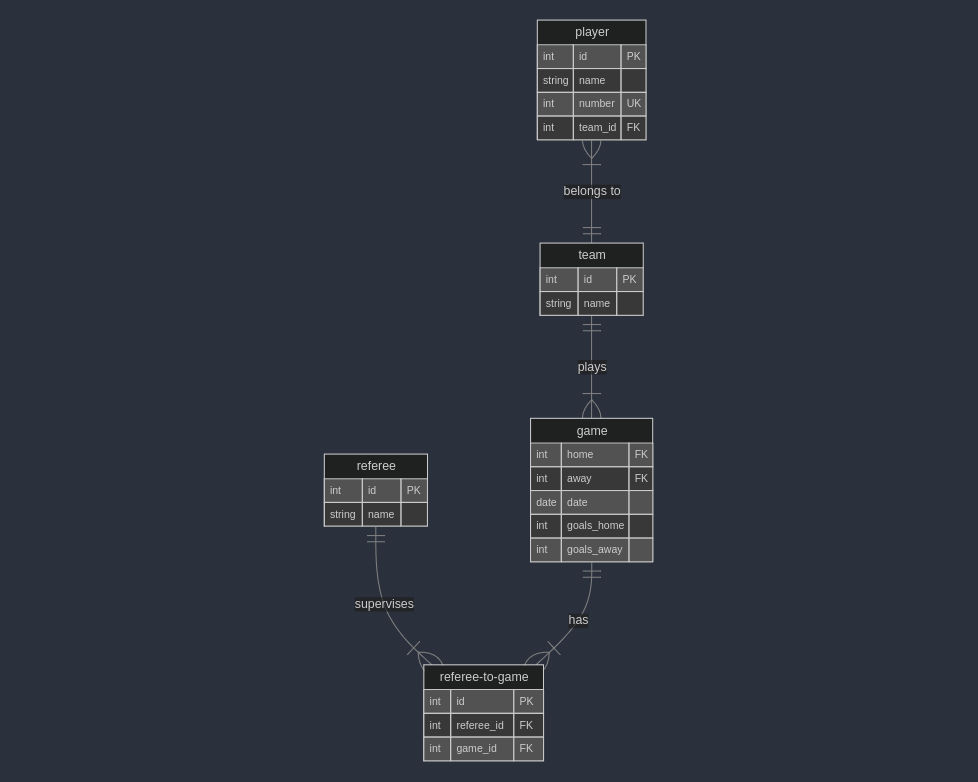 player
int id PK
string name
int number UK
int team_id FK
belongs to
team
int id PK
string name
plays
game
int home FK
int away FK
date date
int goals_home
int goals_away
referee
int id PK
string name
supervises
has
referee-to-game
int id PK
int referee_id FK
int game_id FK